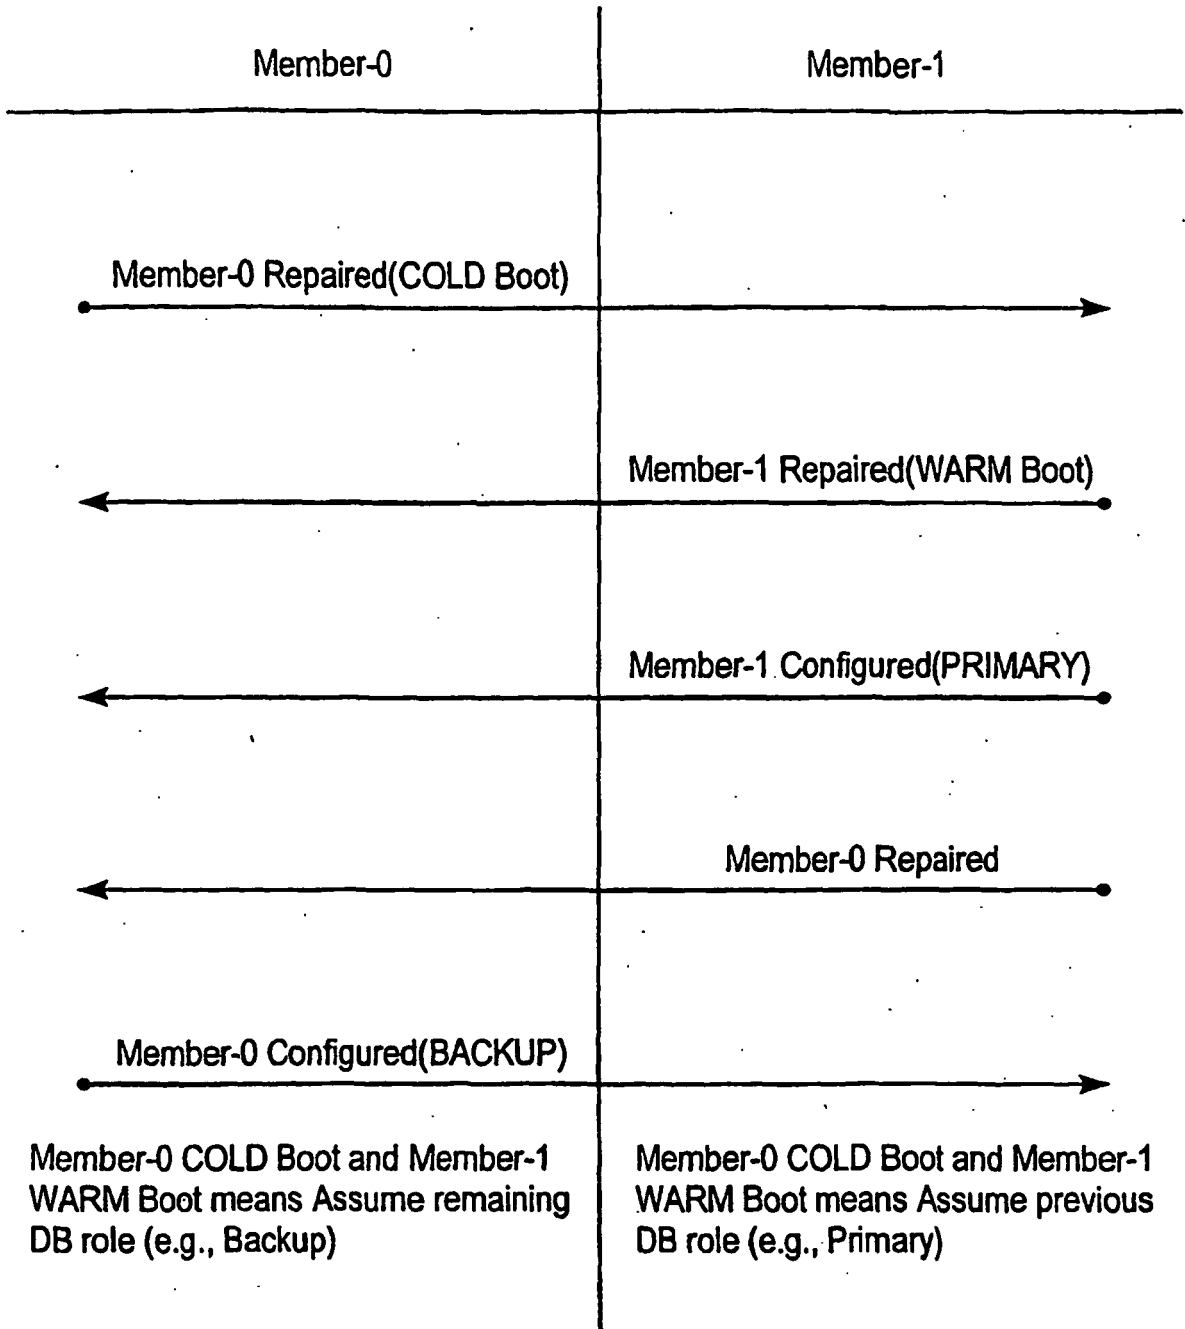 Member-0
Member-1
Member-0 Repaired(COLD Boot)
Member-1 Repaired(WARM Boot)
Member-1 Configured(PRIMARY)
Member-0 Repaired
Member-0 Configured(BACKUP)
Member-0 COLD Boot and Member-1
WARM Boot means Assume remaining
DB role (e.g., Backup)
Member-0 COLD Boot and Member-1
WARM Boot means Assume previous
DB role (e.g., Primary)